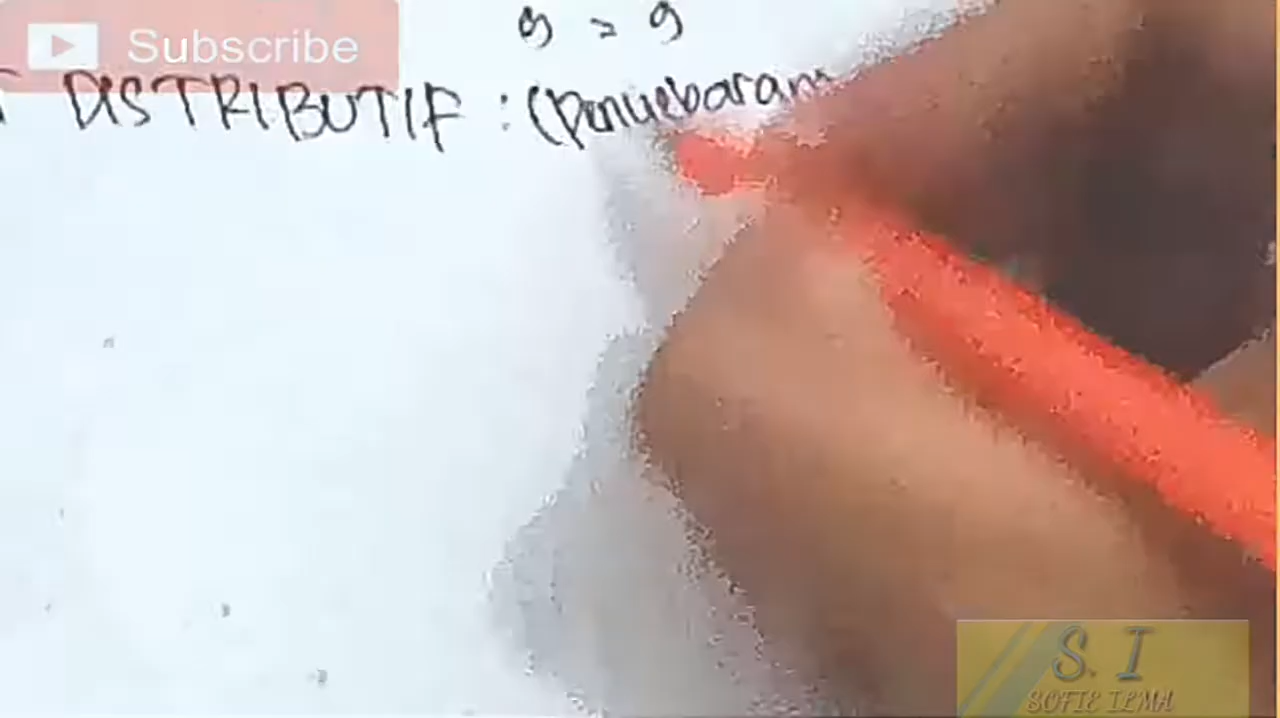 Subscribe
9 = 9
T DISTRIBUTIF : (Penyebaran
S. I
SOFIE ILMA